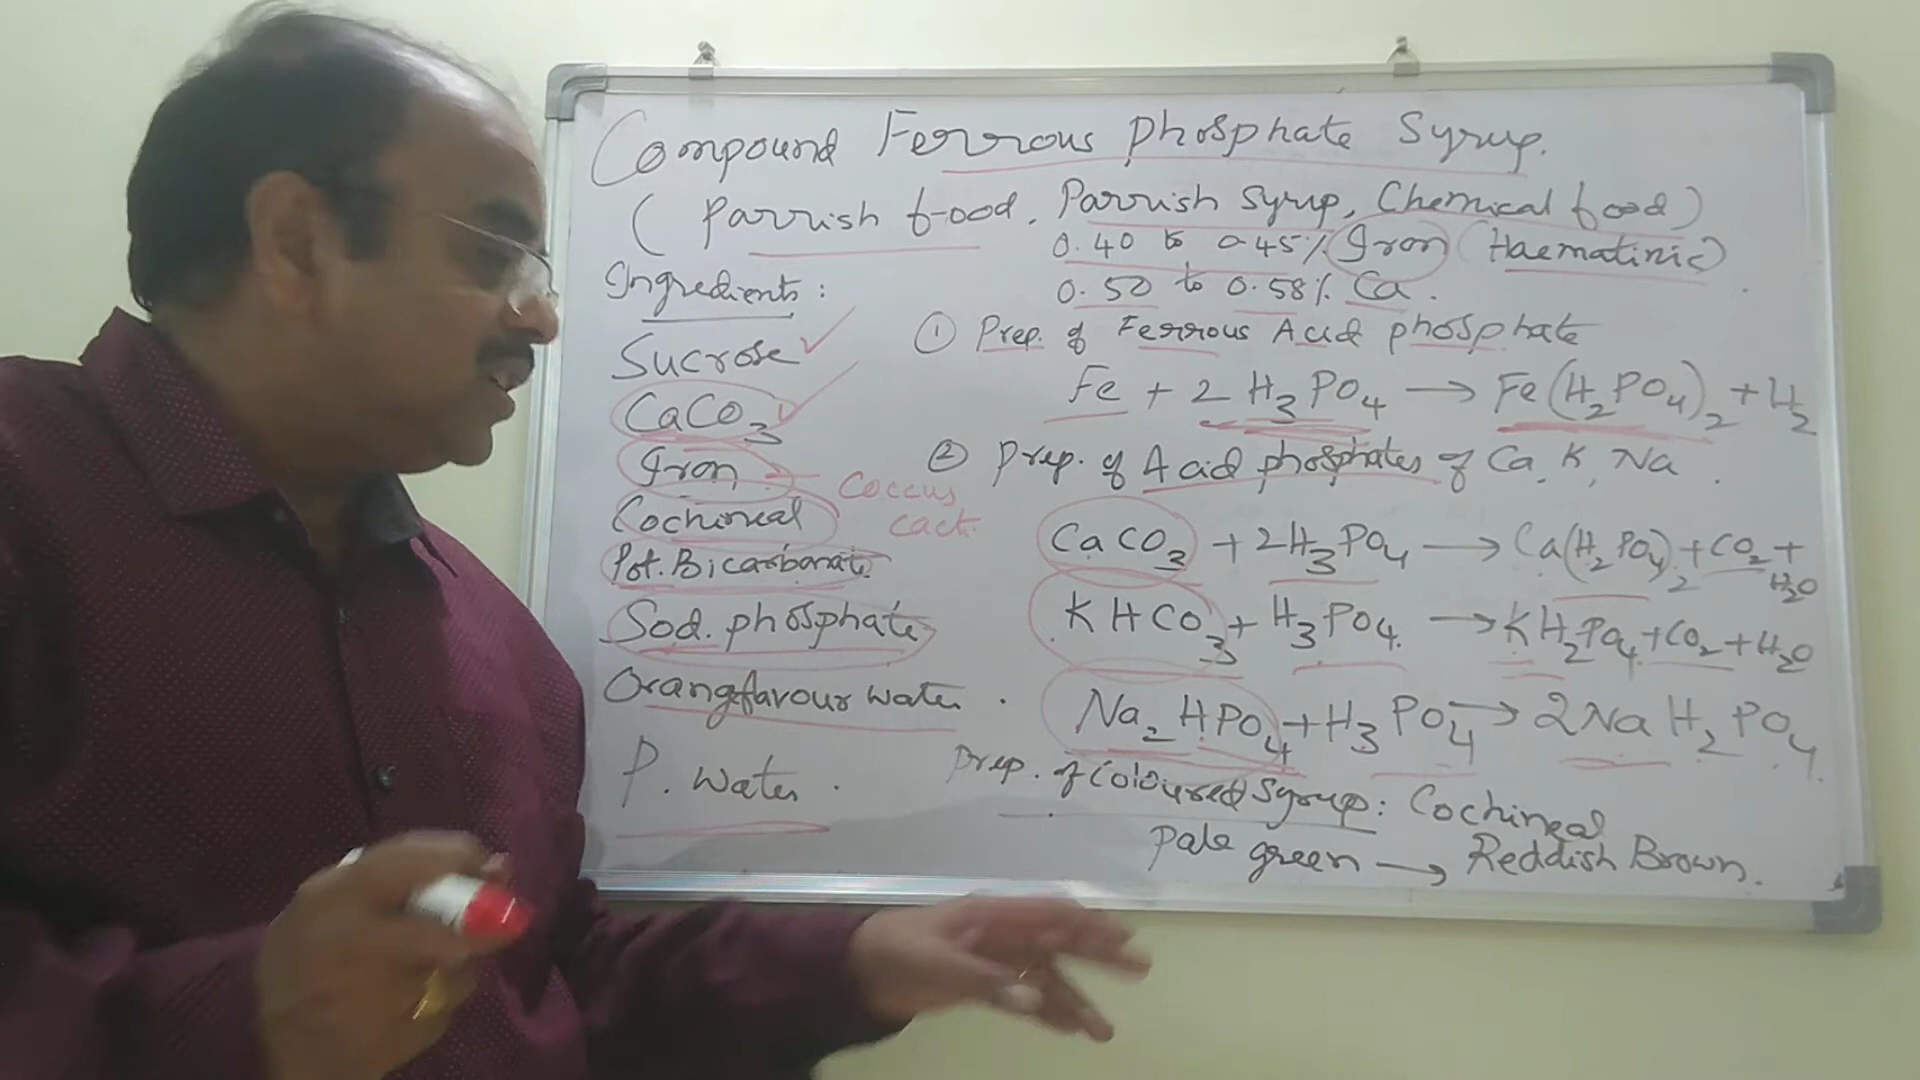 Compound Ferrous phosphate Syrup.
( Parrish food, Parrish Syrup, Chemical food)
0.40 to 0.45% Iron (Haematinic)
0.50 to 0.58% Ca.
Ingredients:
Sucrose
CaCO3
Iron
Cochineal
Coccus
cacti
Pot. Bicarbonate
Sod. phosphate
Orangefavour water.
P. water.
① Prep. of Ferrous Acid phosphate
Fe + 2 H3PO4 → Fe(H2PO4)2 + H2
② Prep. of Acid phosphates of Ca, K, Na.
CaCO3 + 2H3PO4 → Ca(H2PO4)2 + CO2 + H2O
KHCO3 + H3PO4. → KH2PO4 + CO2 + H2O
Na2HPO4 + H3PO4 → 2NaH2PO4.
Prep. of Coloured Syrup: Cochineal
pale green → Reddish Brown.